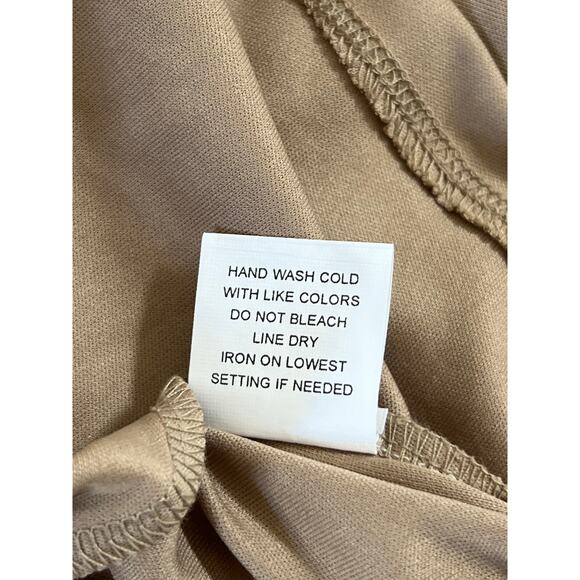 HAND WASH COLD
WITH LIKE COLORS
DO NOT BLEACH
LINE DRY
IRON ON LOWEST
SETTING IF NEEDED